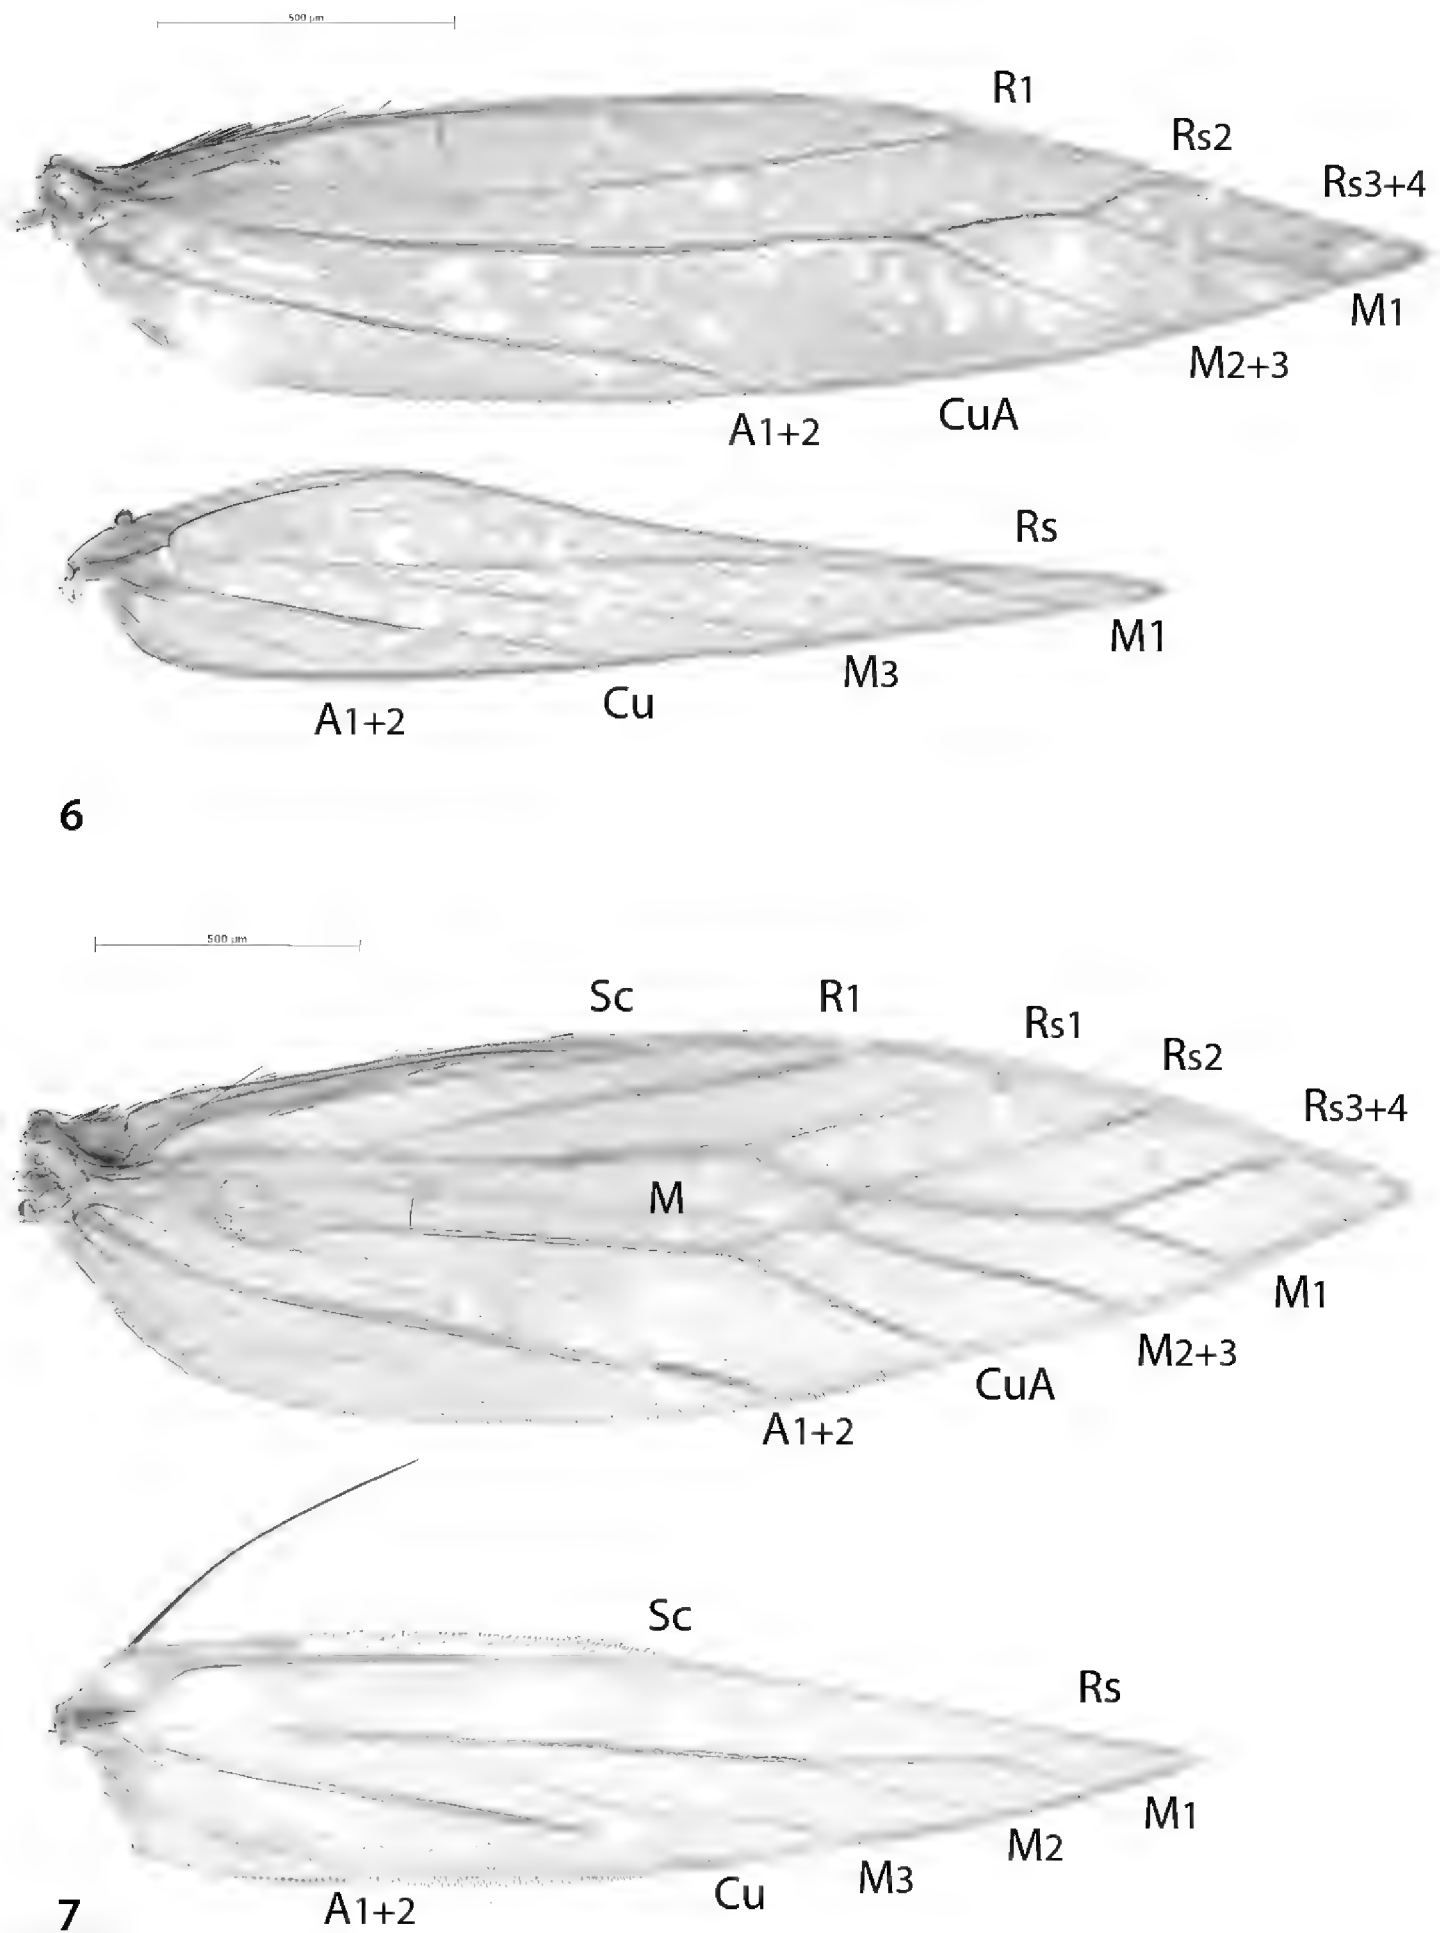 500 µm
R1
Rs2
Rs3+4
M1
M2+3
CuA
A1+2
Rs
M1
M3
Cu
A1+2
6
500 µm
Sc
R1
Rs1
Rs2
Rs3+4
M
M1
M2+3
CuA
A1+2
Sc
Rs
M1
M2
M3
Cu
A1+2
7